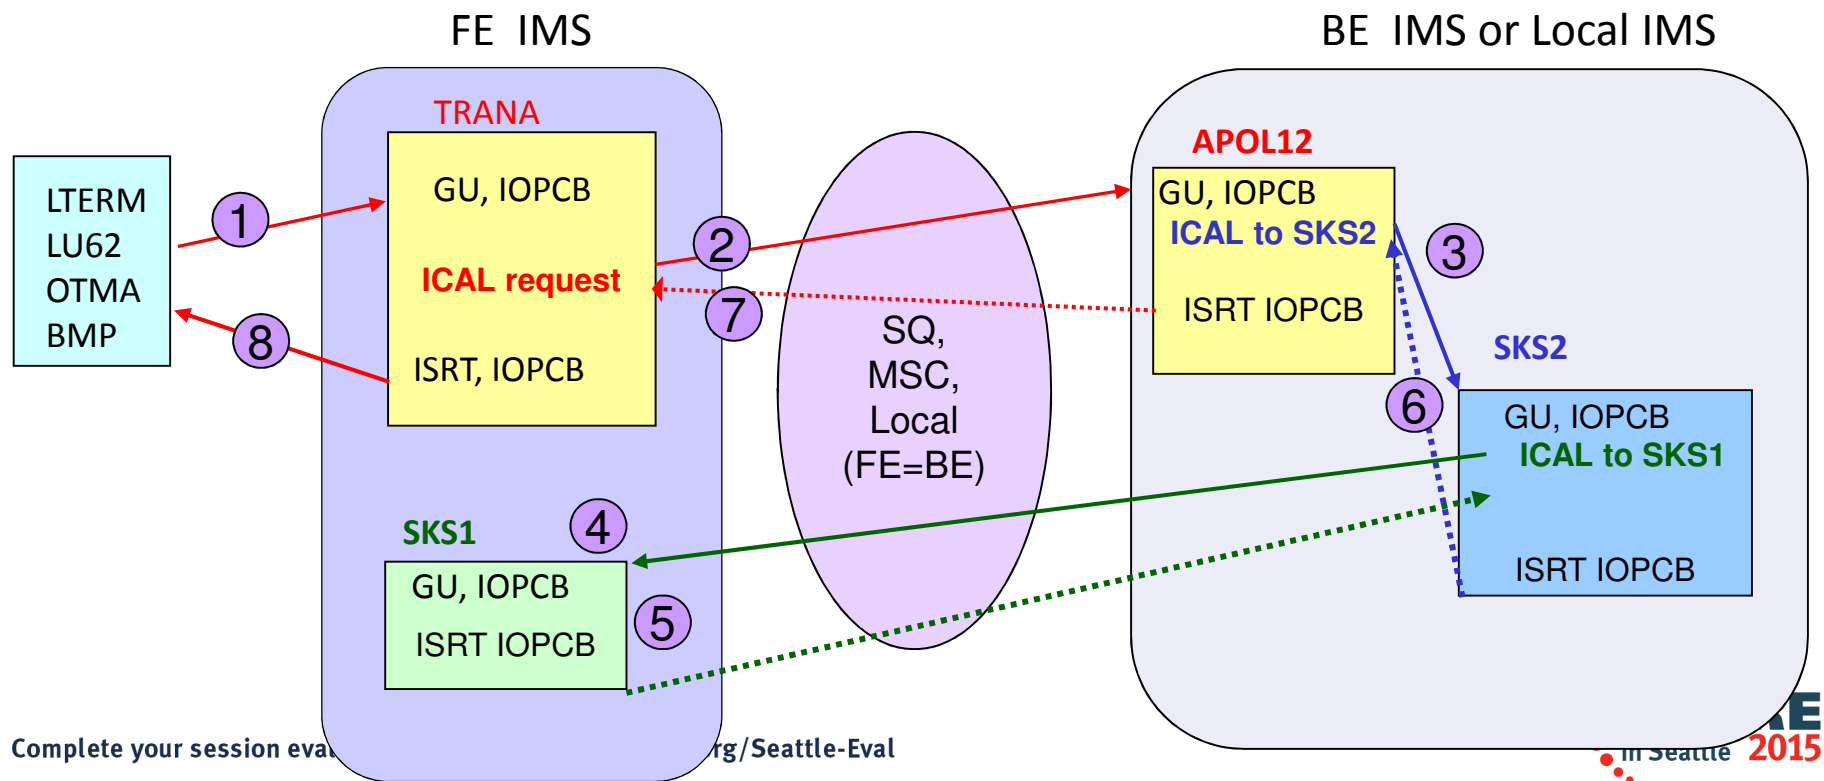 FE IMS
BE IMS or Local IMS
TRANA
LTERM
LU62
OTMA
BMP
1
GU, IOPCB
ICAL request
ISRT, IOPCB
2
7
8
SQ,
MSC,
Local
(FE=BE)
APOL12
GU, IOPCB
ICAL to SKS2
ISRT IOPCB
3
6
SKS2
GU, IOPCB
ICAL to SKS1
ISRT IOPCB
SKS1
4
GU, IOPCB
ISRT IOPCB
5
Complete your session
rg/Seattle-Eval
in Seattle
2015